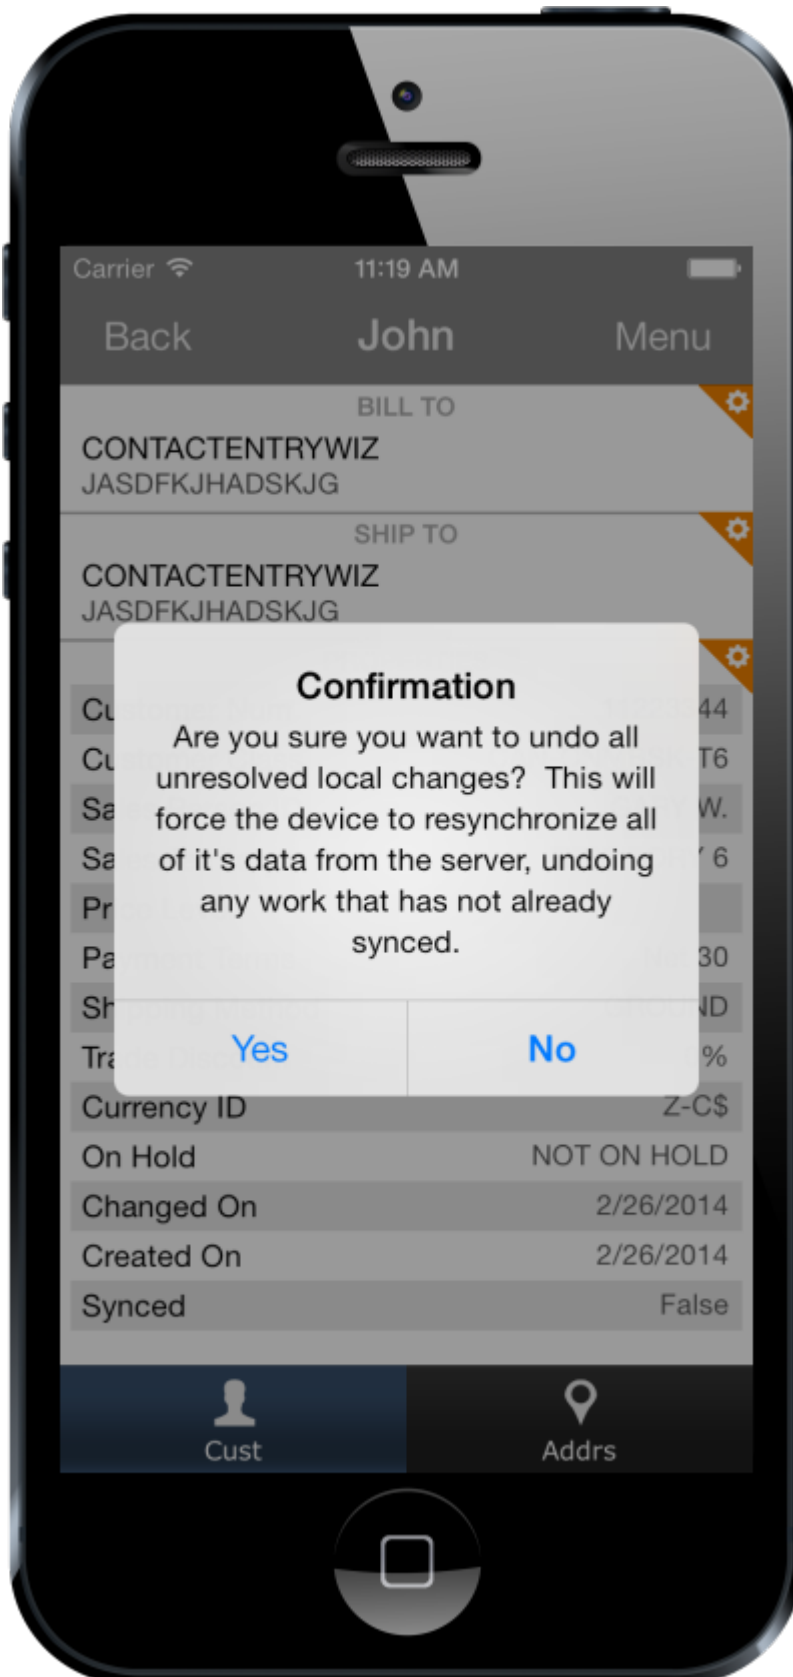 Carrier 11:19 AM
Back John Menu
BILL TO
CONTACTENTRYWIZ
JASDFKJHADSKJG
SHIP TO
CONTACTENTRYWIZ
JASDFKJHADSKJG
Confirmation
Are you sure you want to undo all
unresolved local changes?  This will
force the device to resynchronize all
of it's data from the server, undoing
any work that has not already
synced.
Yes No
Currency ID Z-C$
On Hold NOT ON HOLD
Changed On 2/26/2014
Created On 2/26/2014
Synced False
Cust Addrs